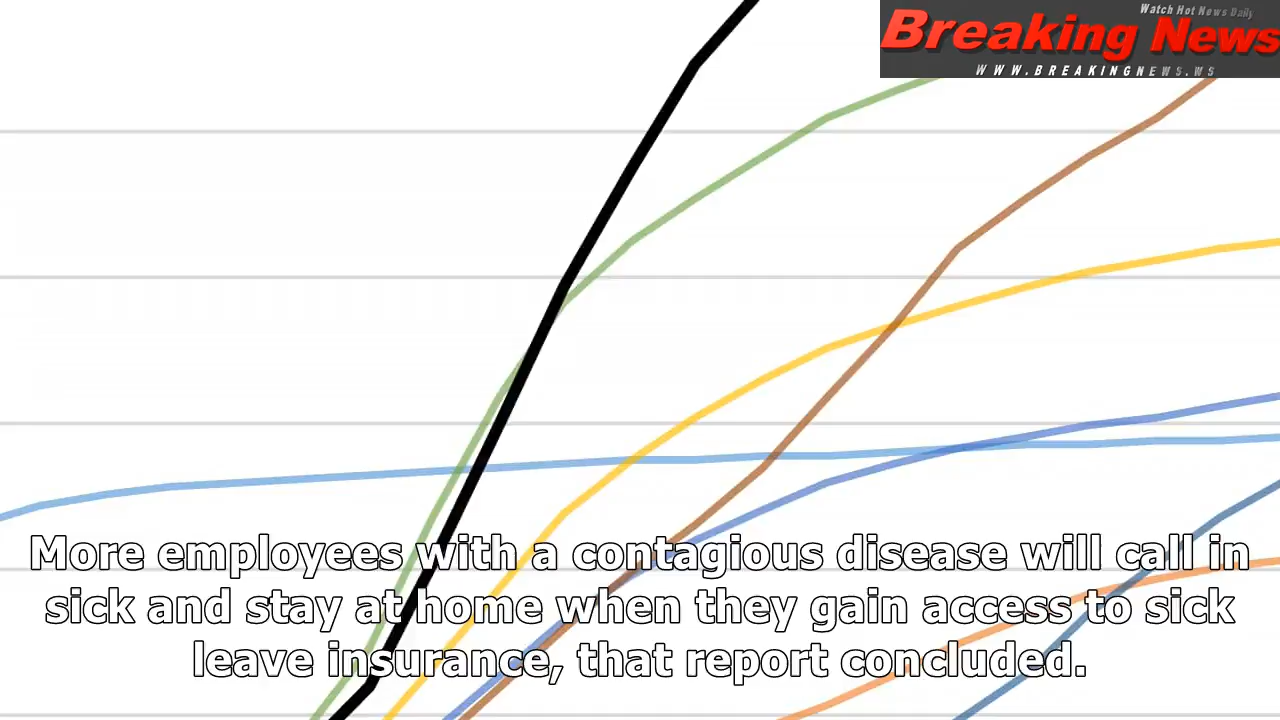 Watch Hot News Daily
Breaking News
WWW.BREAKINGNEWS.WS
More employees with a contagious disease will call in
sick and stay at home when they gain access to sick
leave insurance, that report concluded.